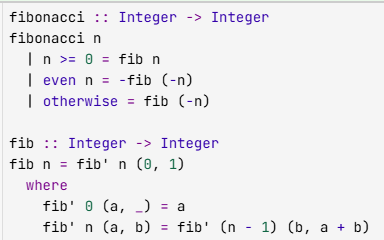 fibonacci :: Integer -> Integer
fibonacci n
  | n >= 0 = fib n
  | even n = -fib (-n)
  | otherwise = fib (-n)

fib :: Integer -> Integer
fib n = fib' n (0, 1)
  where
    fib' 0 (a, _) = a
    fib' n (a, b) = fib' (n - 1) (b, a + b)